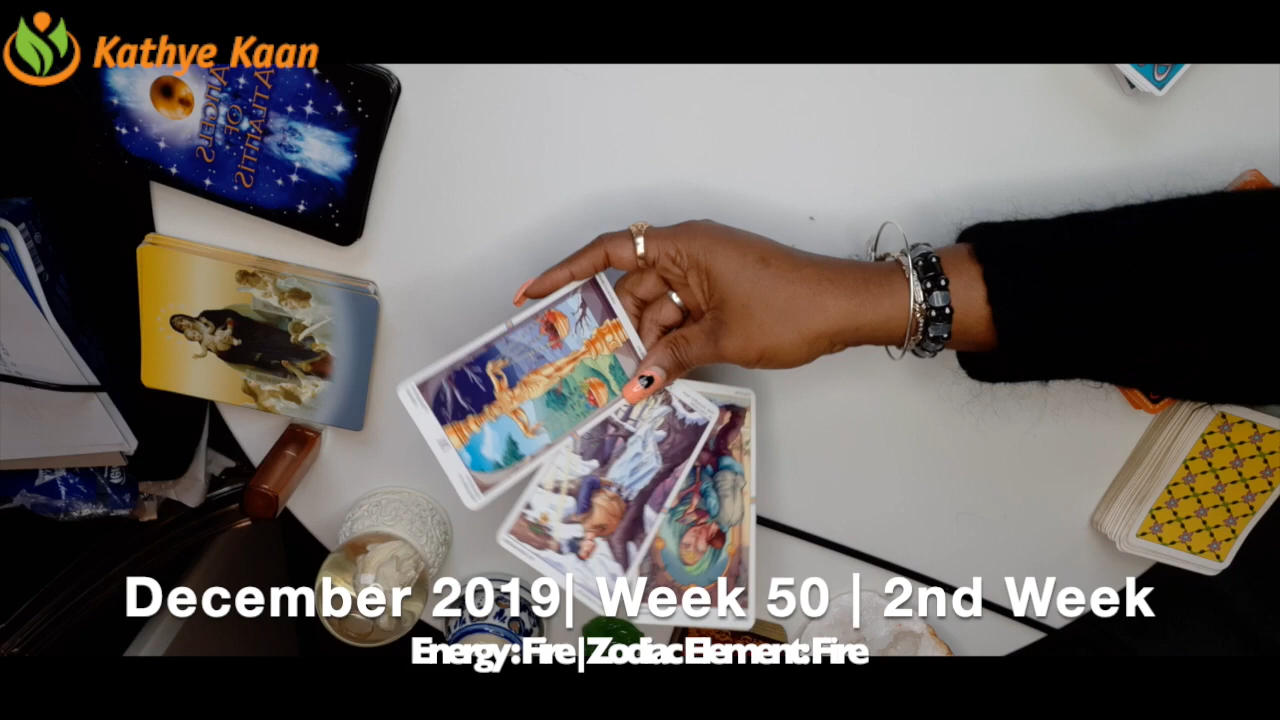 Kathye Kaan
ANGELS
OF
ATLANTIS
December 2019| Week 50 | 2nd Week
Energy: Fire | Zodiac Element: Fire